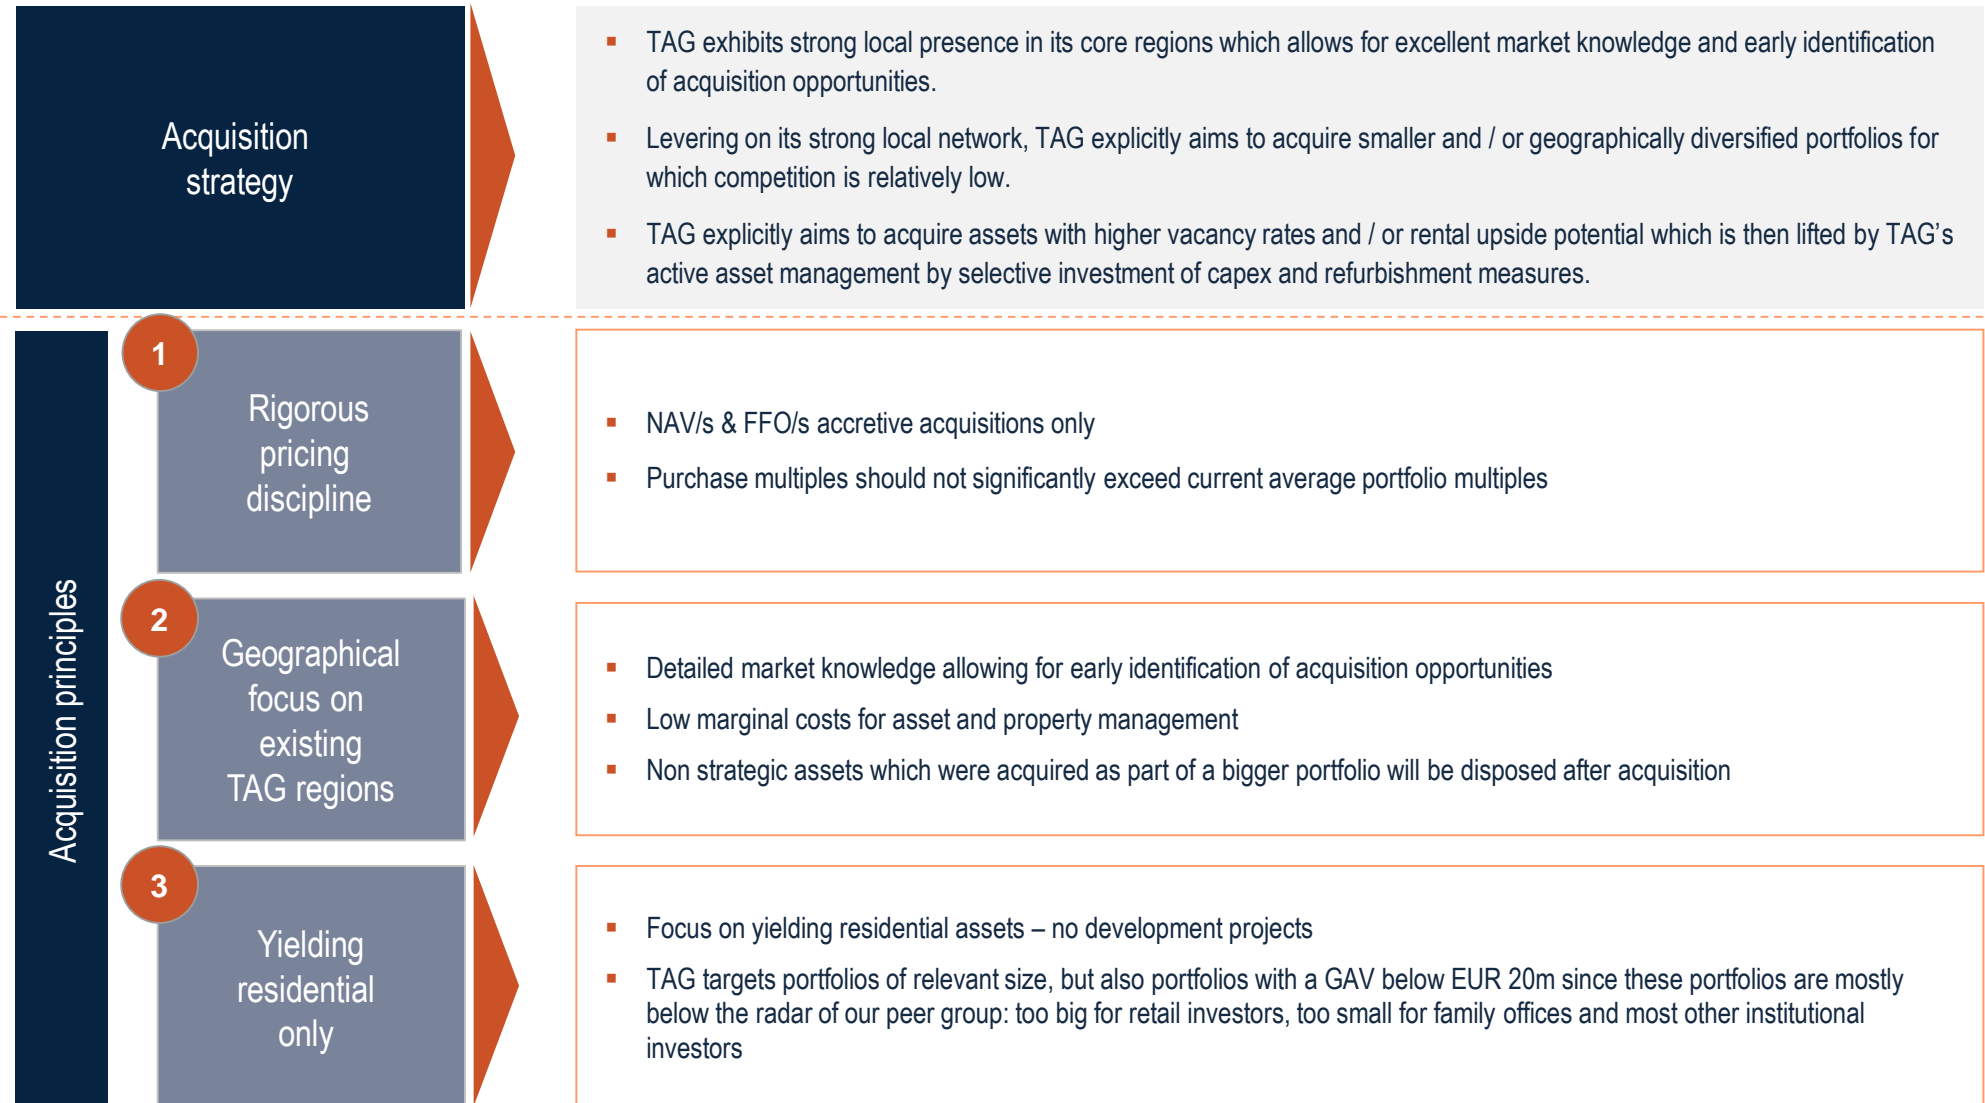 Acquisition
strategy
▪ TAG exhibits strong local presence in its core regions which allows for excellent market knowledge and early identification
of acquisition opportunities.
▪ Levering on its strong local network, TAG explicitly aims to acquire smaller and / or geographically diversified portfolios for
which competition is relatively low.
▪ TAG explicitly aims to acquire assets with higher vacancy rates and / or rental upside potential which is then lifted by TAG’s
active asset management by selective investment of capex and refurbishment measures.
Acquisition principles
1
Rigorous
pricing
discipline
▪ NAV/s & FFO/s accretive acquisitions only
▪ Purchase multiples should not significantly exceed current average portfolio multiples
2
Geographical
focus on
existing
TAG regions
▪ Detailed market knowledge allowing for early identification of acquisition opportunities
▪ Low marginal costs for asset and property management
▪ Non strategic assets which were acquired as part of a bigger portfolio will be disposed after acquisition
3
Yielding
residential
only
▪ Focus on yielding residential assets – no development projects
▪ TAG targets portfolios of relevant size, but also portfolios with a GAV below EUR 20m since these portfolios are mostly
below the radar of our peer group: too big for retail investors, too small for family offices and most other institutional
investors